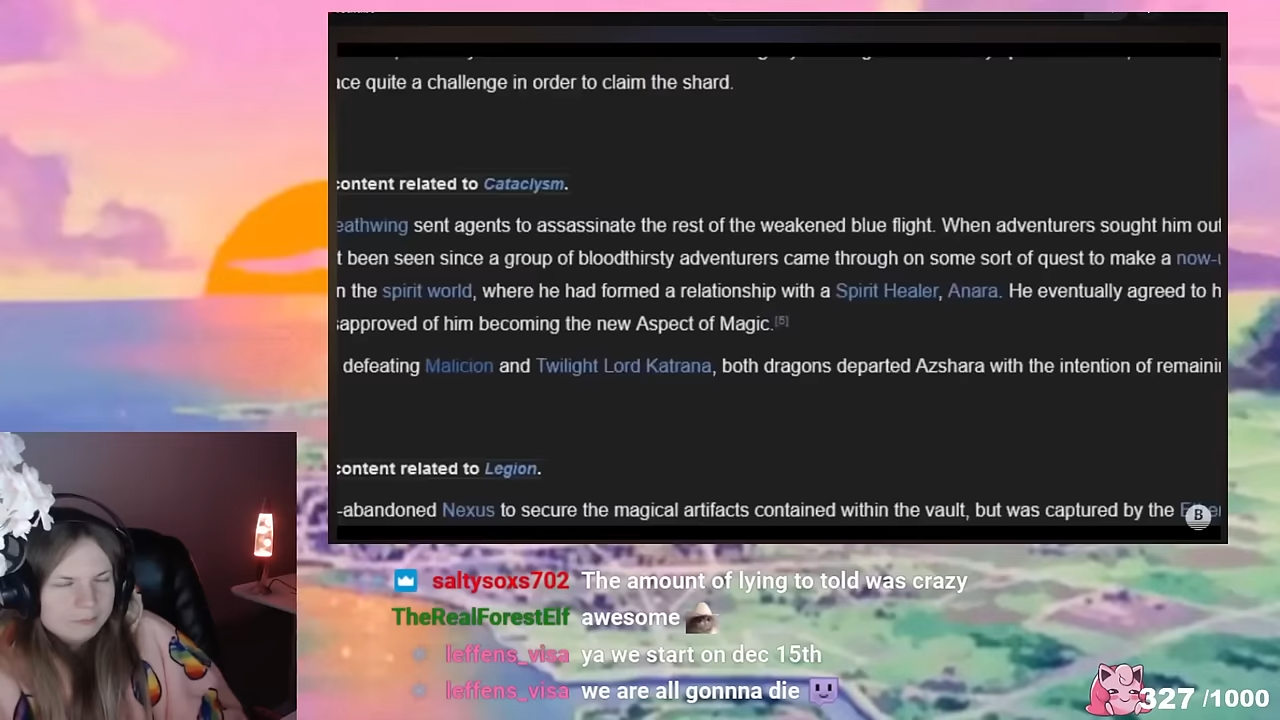 ace quite a challenge in order to claim the shard.
content related to Cataclysm.
eathwing sent agents to assassinate the rest of the weakened blue flight. When adventurers sought him out
t been seen since a group of bloodthirsty adventurers came through on some sort of quest to make a now-u
n the spirit world, where he had formed a relationship with a Spirit Healer, Anara. He eventually agreed to h
sapproved of him becoming the new Aspect of Magic.[5]
defeating Malicion and Twilight Lord Katrana, both dragons departed Azshara with the intention of remaini
content related to Legion.
-abandoned Nexus to secure the magical artifacts contained within the vault, but was captured by the
B
saltysoxs702 The amount of lying to told was crazy
TheRealForestElf awesome
leffens_visa ya we start on dec 15th
leffens_visa we are all gonnna die
327 /1000